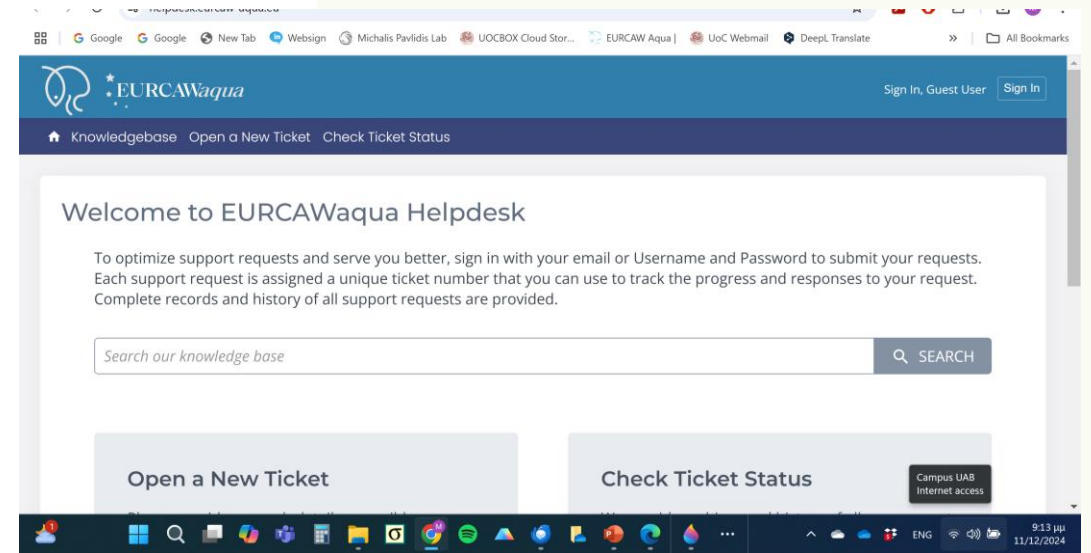 helpdesk.eurcaw-aqua.eu
Google Google New Tab Websign Michalis Pavlidis Lab UOCBOX Cloud Stor... EURCAW Aqua | UoC Webmail DeepL Translate » All Bookmarks
EURCAWaqua
Sign In, Guest User Sign In
Knowledgebase Open a New Ticket Check Ticket Status
Welcome to EURCAWaqua Helpdesk
To optimize support requests and serve you better, sign in with your email or Username and Password to submit your requests.
Each support request is assigned a unique ticket number that you can use to track the progress and responses to your request.
Complete records and history of all support requests are provided.
Search our knowledge base SEARCH
Open a New Ticket
Check Ticket Status
Campus UAB
Internet access
ENG
9:13 μμ
11/12/2024